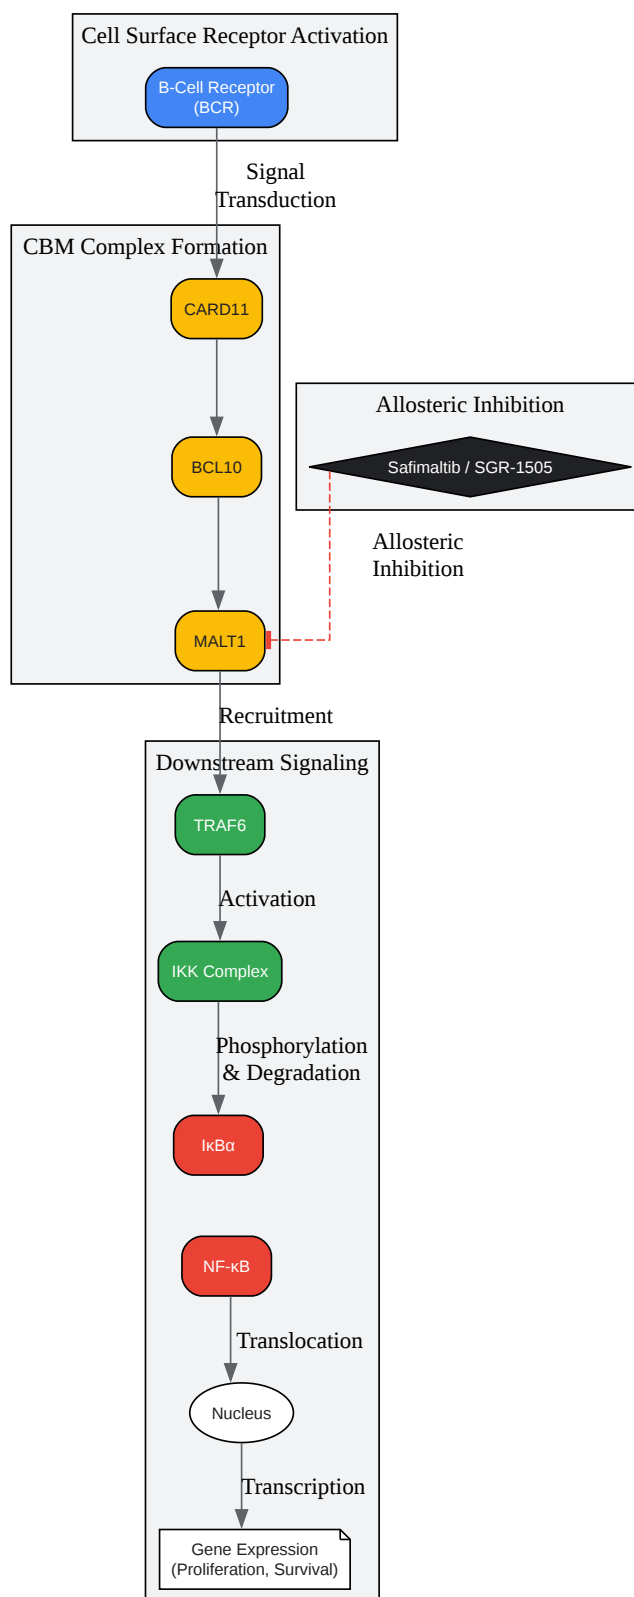 Cell Surface Receptor Activation
B-Cell Receptor
(BCR)
Signal
Transduction
CBM Complex Formation
CARD11
Allosteric Inhibition
BCL10
Safimaltib / SGR-1505
Allosteric
Inhibition
MALT1
Recruitment
Downstream Signaling
TRAF6
Activation
IKK Complex
Phosphorylation
& Degradation
IκBα
NF-κB
Translocation
Nucleus
Transcription
Gene Expression
(Proliferation, Survival)